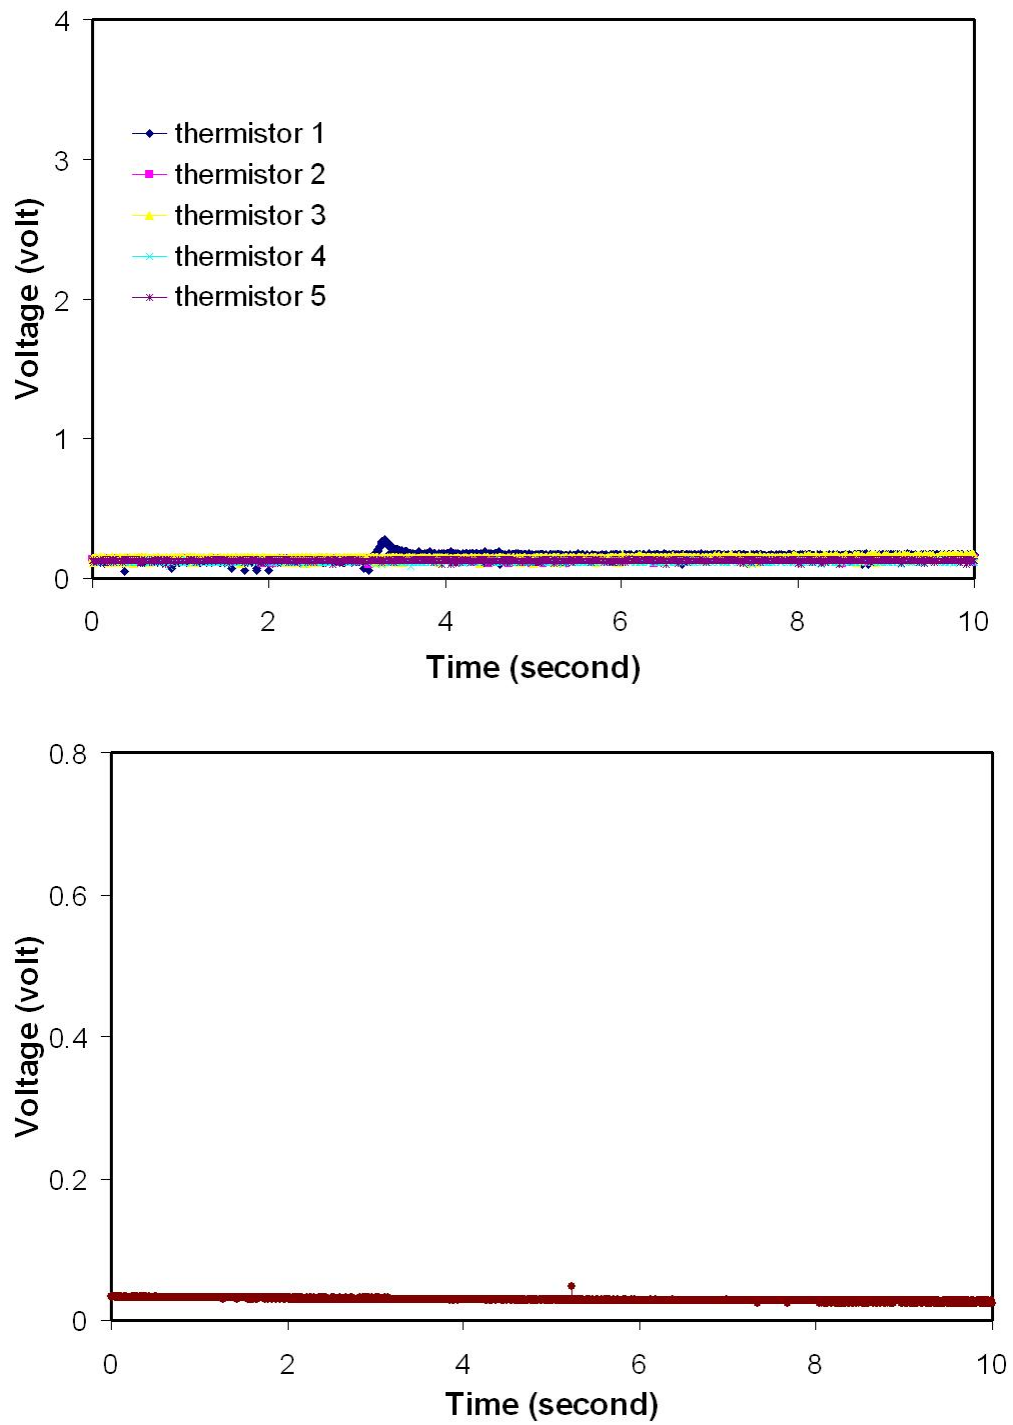 4
thermistor 1
3
thermistor 2
thermistor 3
thermistor 4
2
thermistor 5
Voltage (volt)
1
0
0 2 4 6 8 10
Time (second)
0.8
0.6
Voltage (volt)
0.4
0.2
0
0 2 4 6 8 10
Time (second)